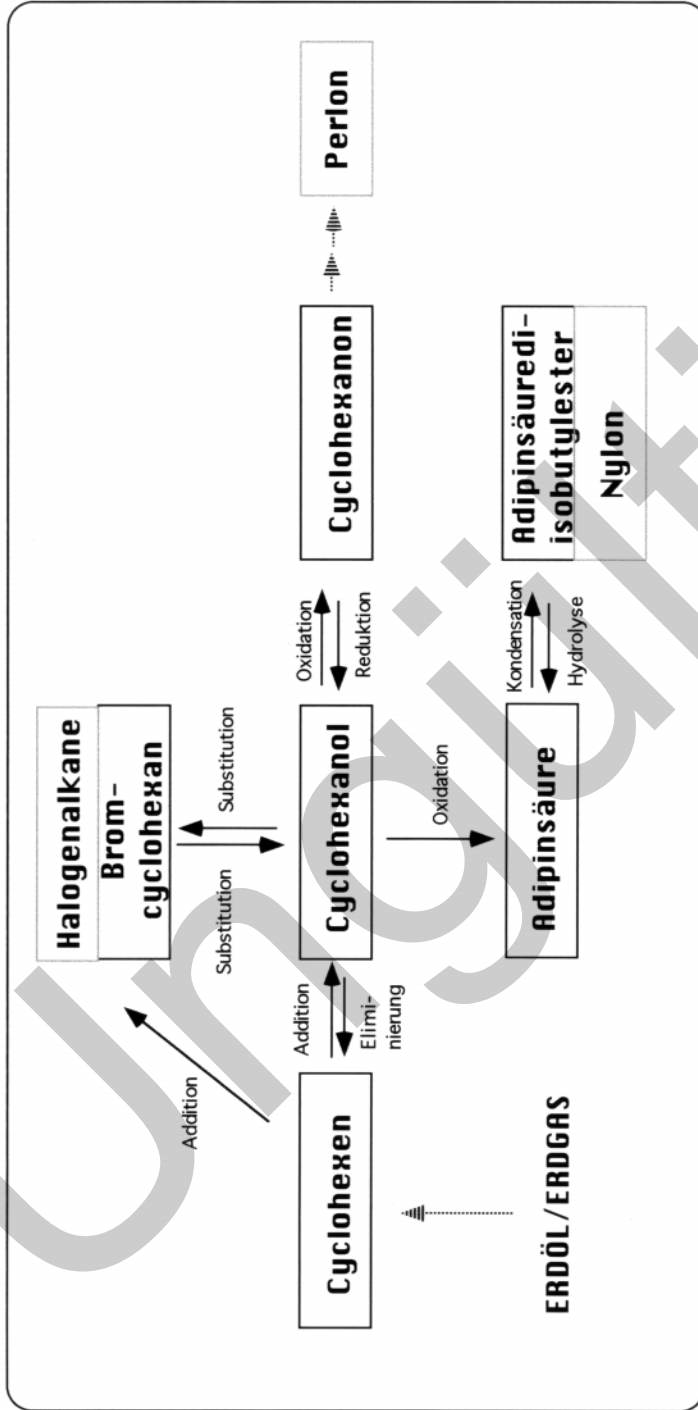 Halogenalkane
Brom-
cyclohexan
Addition
Substitution
Substitution
Cyclohexen
Addition
Elimi-
nierung
Cyclohexanol
Oxidation
Reduktion
Cyclohexanon
Perlon
Oxidation
ERDÖL/ERDGAS
Adipinsäure
Kondensation
Hydrolyse
Adipinsäuredi-
isobutylester
Nylon